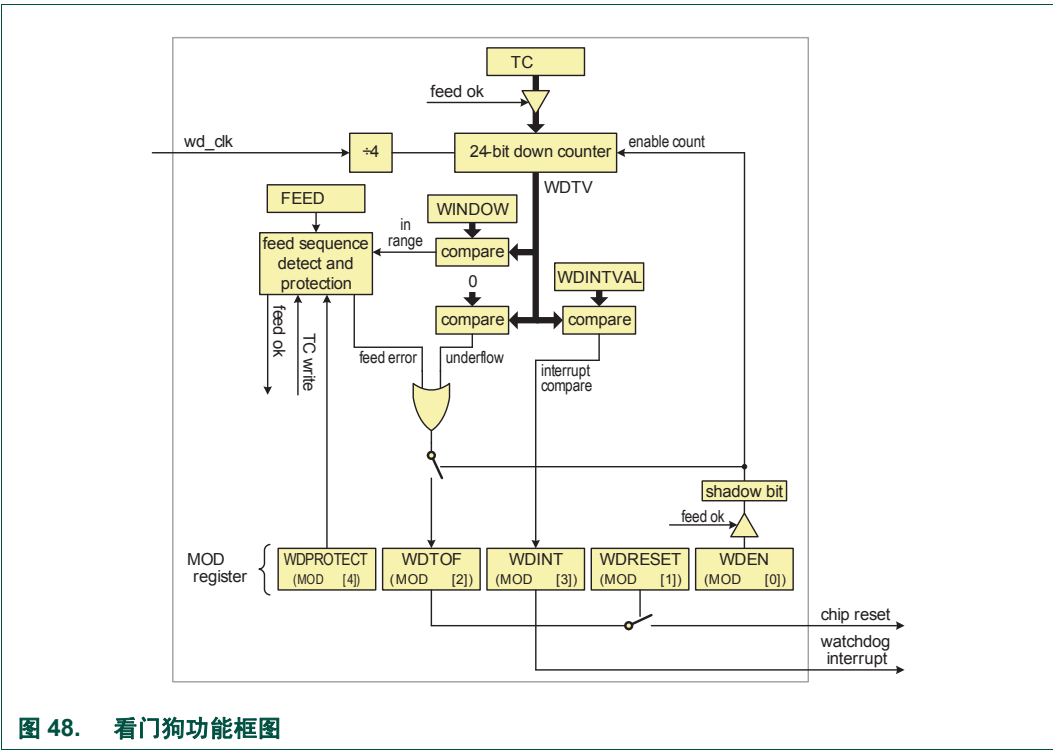 TC
feed ok
wd_clk
÷4
24-bit down counter
enable count
WDTV
FEED
WINDOW
in
range
compare
feed sequence
detect and
protection
WDINTVAL
0
compare
compare
feed ok
TC write
feed error
underflow
interrupt
compare
shadow bit
feed ok
MOD
register
WDPROTECT
(MOD [4])
WDTOF
(MOD [2])
WDINT
(MOD [3])
WDRESET
(MOD [1])
WDEN
(MOD [0])
chip reset
watchdog
interrupt
图 48. 看门狗功能框图